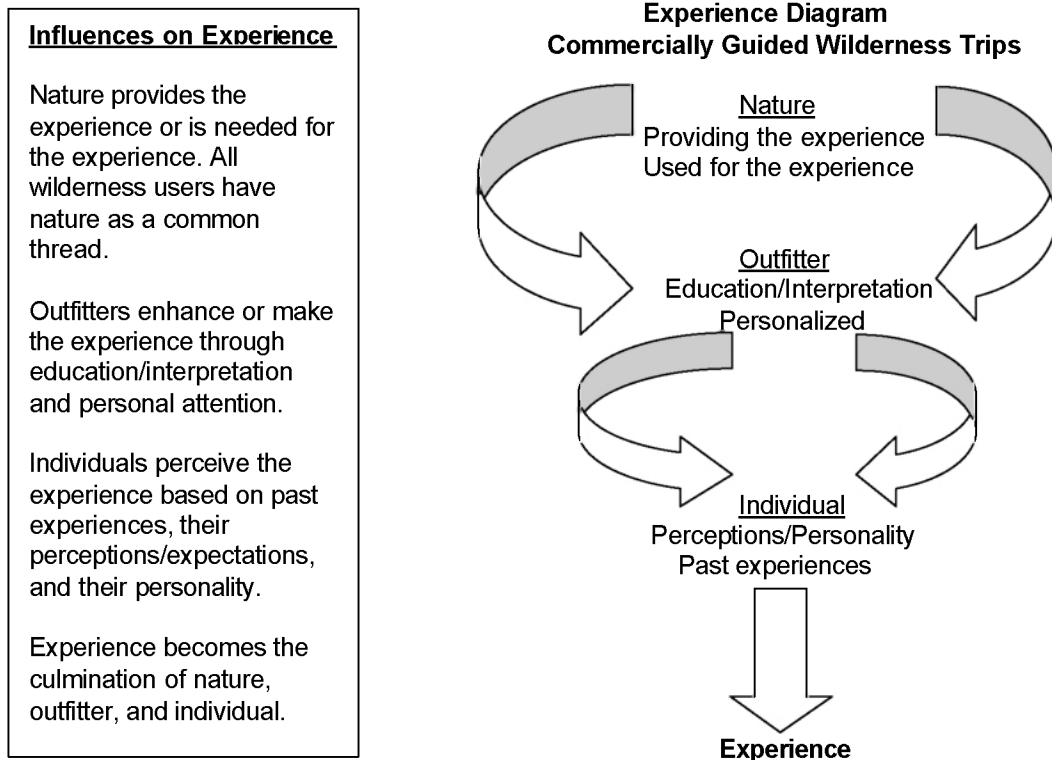 Influences on Experience
Nature provides the
experience or is needed for
the experience. All
wilderness users have
nature as a common
thread.
Outfitters enhance or make
the experience through
education/interpretation
and personal attention.
Individuals perceive the
experience based on past
experiences, their
perceptions/expectations,
and their personality.
Experience becomes the
culmination of nature,
outfitter, and individual.
Experience Diagram
Commercially Guided Wilderness Trips
Nature
Providing the experience
Used for the experience
Outfitter
Education/Interpretation
Personalized
Individual
Perceptions/Personality
Past experiences
Experience